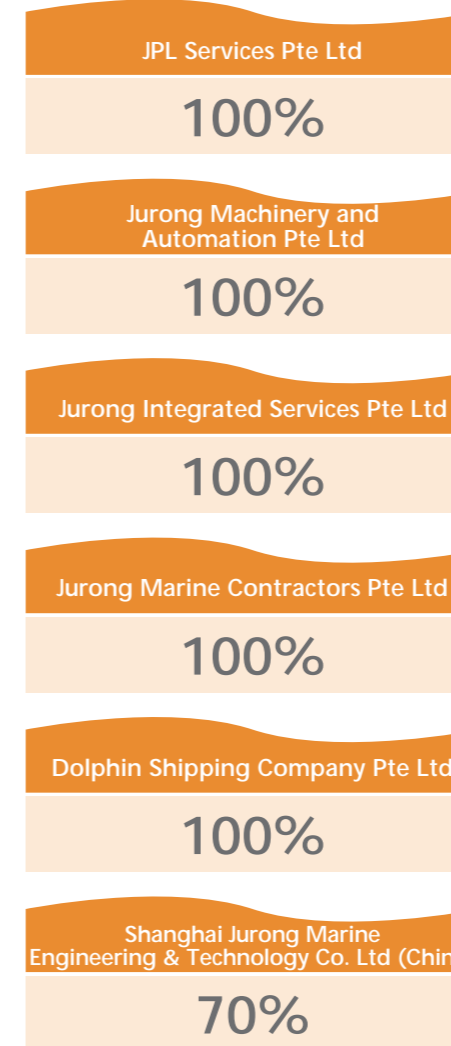 JPL Services Pte Ltd
100%
Jurong Machinery and
Automation Pte Ltd
100%
Jurong Integrated Services Pte Ltd
100%
Jurong Marine Contractors Pte Ltd
100%
Dolphin Shipping Company Pte Ltd
100%
Shanghai Jurong Marine
Engineering & Technology Co. Ltd (Chin
70%